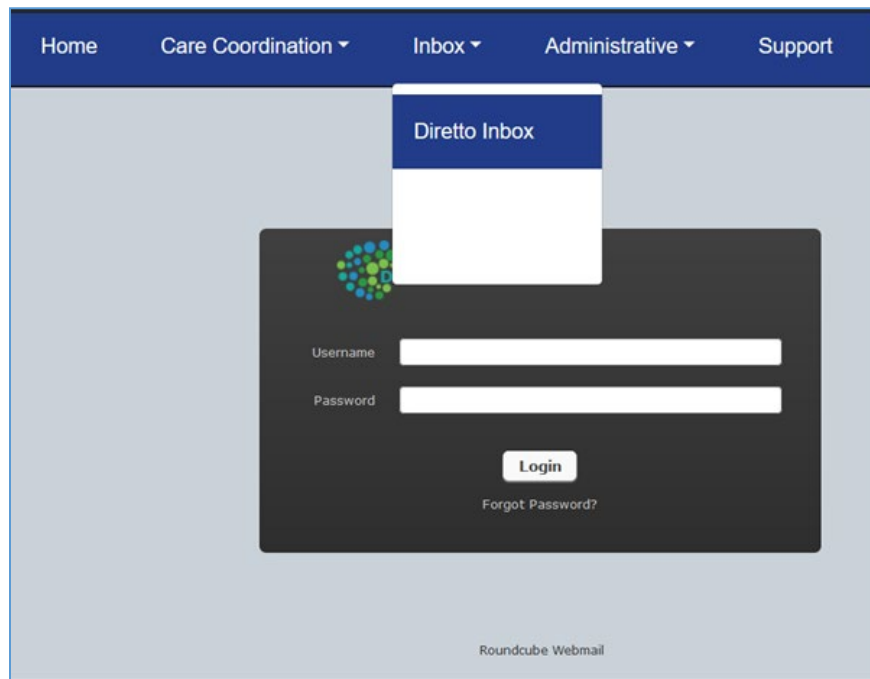 Home Care Coordination Inbox Administrative Support
Diretto Inbox
D
Username
Password
Login
Forgot Password?
Roundcube Webmail